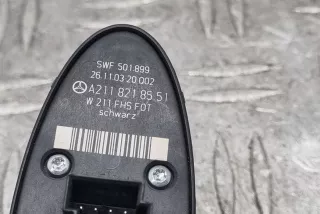 SWF 501.899
26.11.03 20.002
A211 821 85 51
W 211 FHS FOT
schwarz